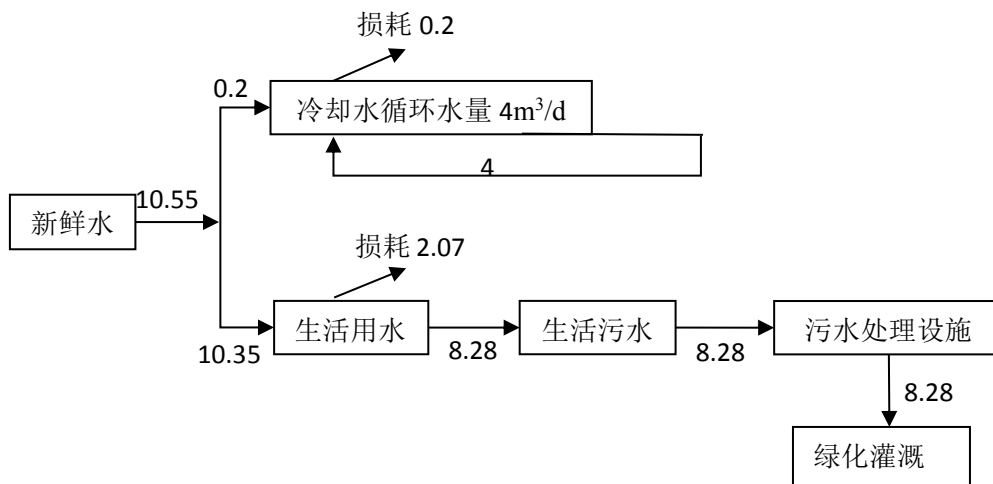 损耗 0.2
0.2
冷却水循环水量 4m³/d
4
10.55
新鲜水
损耗 2.07
生活用水
生活污水
污水处理设施
10.35
8.28
8.28
8.28
绿化灌溉